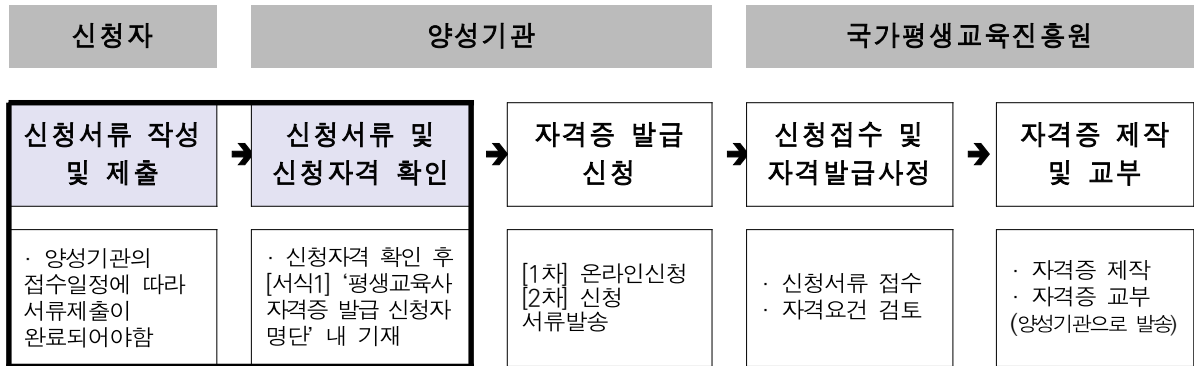 신청자
양성기관
국가평생교육진흥원
신청서류 작성
및 제출
➔
신청서류 및
신청자격 확인
➔
자격증 발급
신청
➔
신청접수 및
자격발급사정
➔
자격증 제작
및 교부
· 양성기관의
접수일정에 따라
서류제출이
완료되어야함
· 신청자격 확인 후
[서식1] ‘평생교육사
자격증 발급 신청자
명단’ 내 기재
[1차] 온라인신청
[2차] 신청
서류발송
· 신청서류 접수
· 자격요건 검토
· 자격증 제작
· 자격증 교부
(양성기관으로 발송)